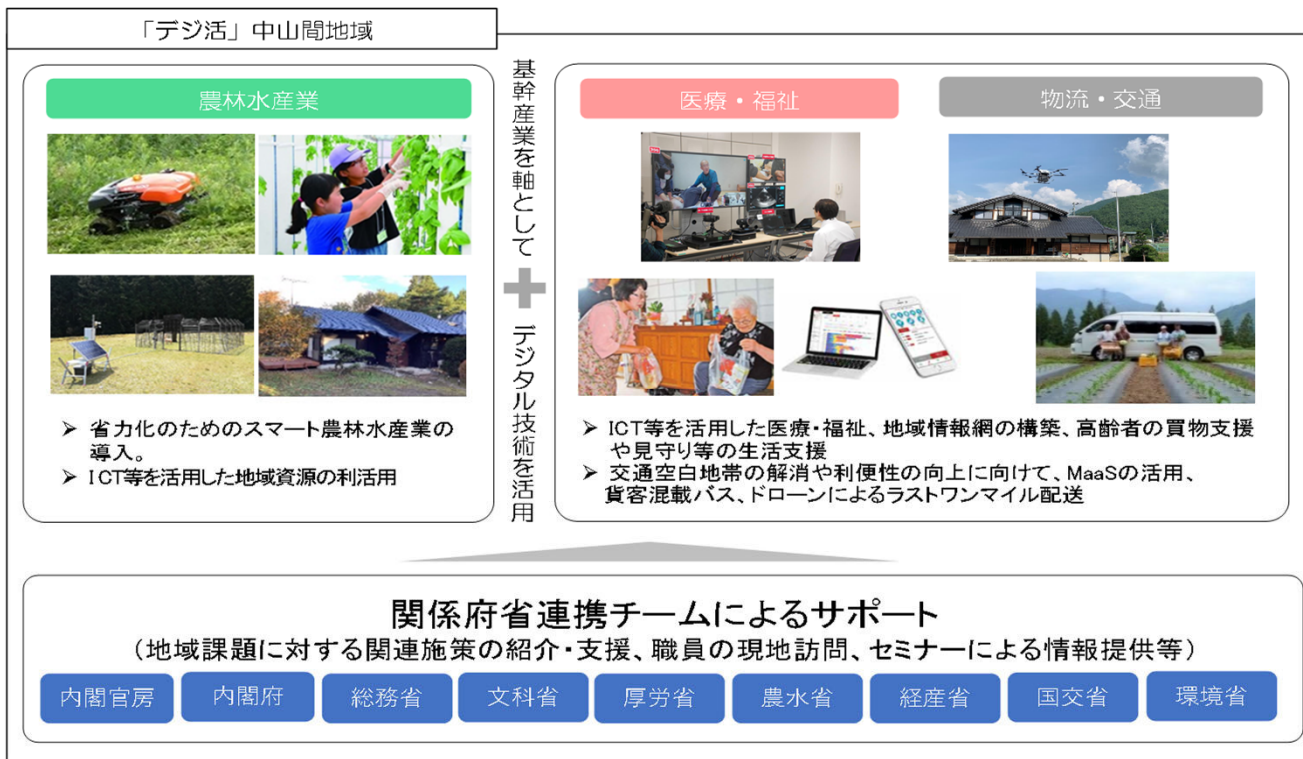 「デジ活」中山間地域
農林水産業
➢ 省力化のためのスマート農林水産業の
導入。
➢ ICT等を活用した地域資源の利活用
基幹産業を軸として
＋
デジタル技術を活用
医療・福祉
物流・交通
➢ ICT等を活用した医療・福祉、地域情報網の構築、高齢者の買物支援
や見守り等の生活支援
➢ 交通空白地帯の解消や利便性の向上に向けて、MaaSの活用、
貨客混載バス、ドローンによるラストワンマイル配送
関係府省連携チームによるサポート
（地域課題に対する関連施策の紹介・支援、職員の現地訪問、セミナーによる情報提供等）
内閣官房
内閣府
総務省
文科省
厚労省
農水省
経産省
国交省
環境省